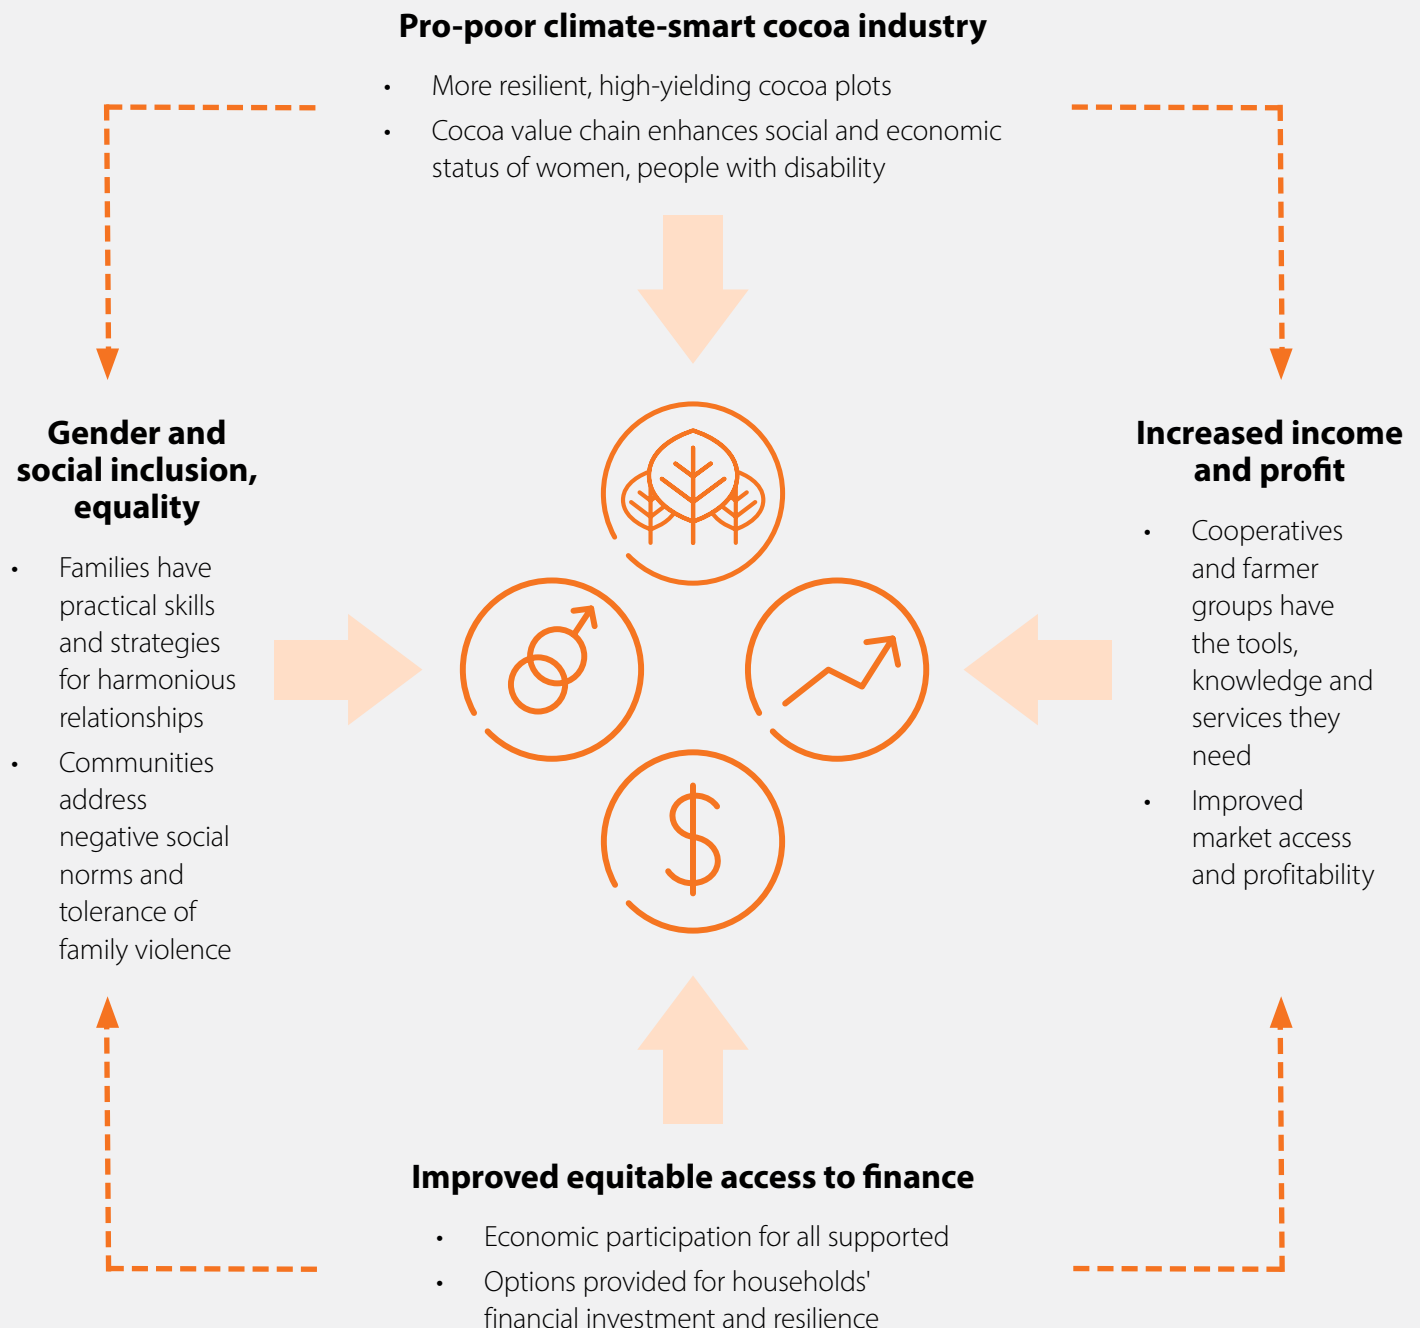 Pro-poor climate-smart cocoa industry
• More resilient, high-yielding cocoa plots
• Cocoa value chain enhances social and economic
status of women, people with disability
Gender and
social inclusion,
equality
• Families have
practical skills
and strategies
for harmonious
relationships
• Communities
address
negative social
norms and
tolerance of
family violence
Increased income
and profit
• Cooperatives
and farmer
groups have
the tools,
knowledge and
services they
need
• Improved
market access
and profitability
$
Improved equitable access to finance
• Economic participation for all supported
• Options provided for households'
financial investment and resilience